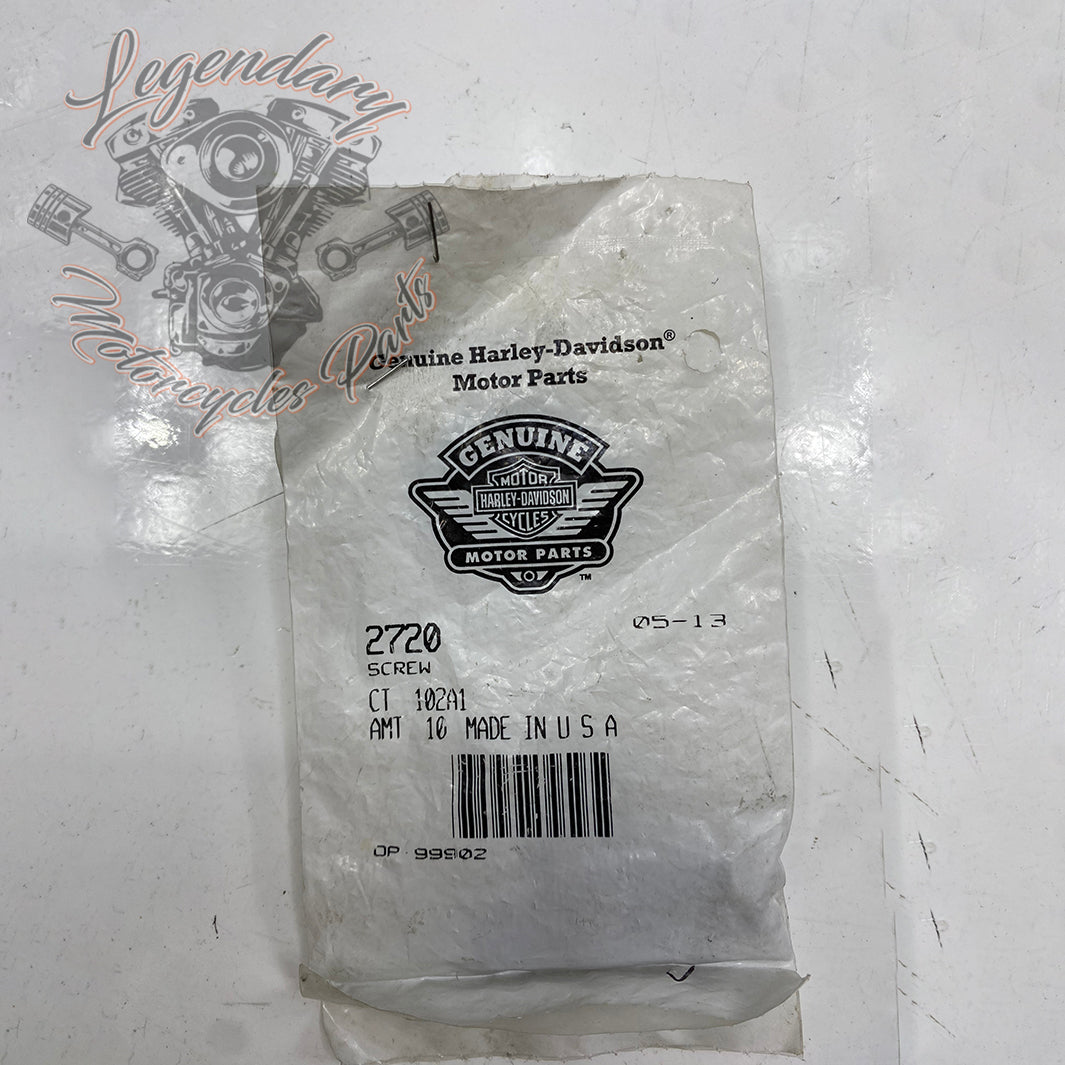 Legendary
Motorcycles Parts
Genuine Harley-Davidson®
Motor Parts
GENUINE
MOTOR
HARLEY-DAVIDSON
CYCLES
MOTOR PARTS
TM
2720
05-13
SCREW
CT 102A1
AMT 10 MADE IN U S A
OP 99902